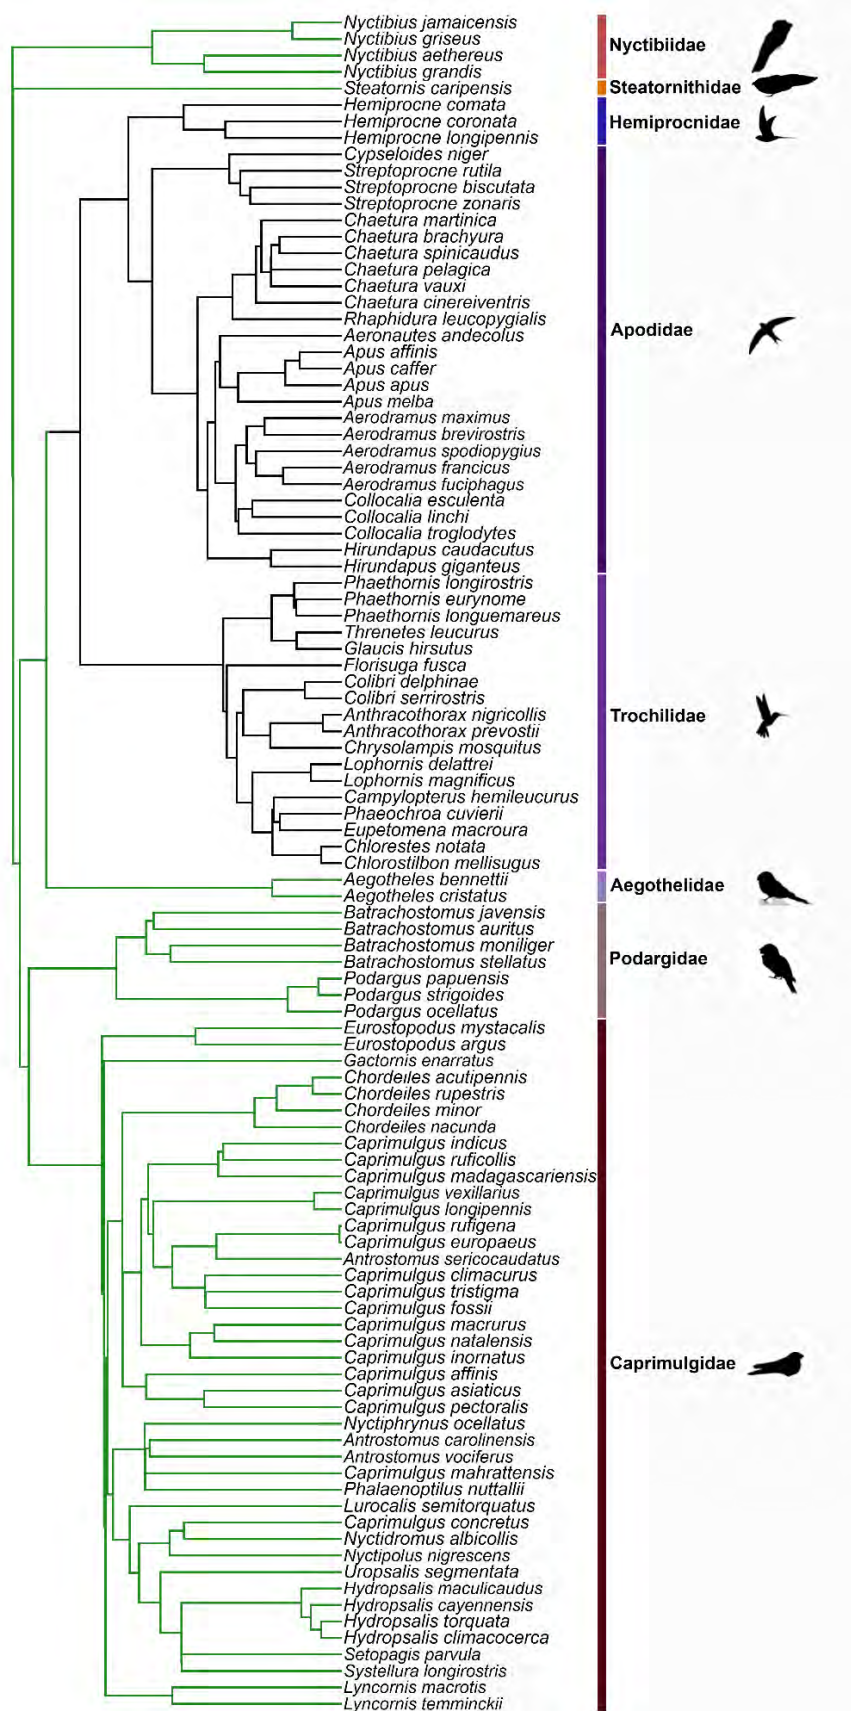 Nyctibius jamaicensis
Nyctibius griseus
Nyctibius aethereus
Nyctibius grandis
Nyctibiidae
Steatornis caripensis
Steatornithidae
Hemiprocne comata
Hemiprocne coronata
Hemiprocne longipennis
Hemiprocnidae
Cypseloides niger
Streptoprocne rutila
Streptoprocne biscutata
Streptoprocne zonaris
Chaetura martinica
Chaetura brachyura
Chaetura spinicaudus
Chaetura pelagica
Chaetura vauxi
Chaetura cinereiventris
Rhaphidura leucopygialis
Aeronautes andecolus
Apus affinis
Apus caffer
Apus apus
Apus melba
Aerodramus maximus
Aerodramus brevirostris
Aerodramus spodiopygius
Aerodramus francicus
Aerodramus fuciphagus
Collocalia esculenta
Collocalia linchi
Collocalia troglodytes
Hirundapus caudacutus
Hirundapus giganteus
Apodidae
Phaethornis longirostris
Phaethornis eurynome
Phaethornis longuemareus
Threnetes leucurus
Glaucis hirsutus
Florisuga fusca
Colibri delphinae
Colibri serrirostris
Anthracothorax nigricollis
Anthracothorax prevostii
Chrysolampis mosquitus
Lophornis delattrei
Lophornis magnificus
Campylopterus hemileucurus
Phaeochroa cuvierii
Eupetomena macroura
Chlorestes notata
Chlorostilbon mellisugus
Trochilidae
Aegotheles bennettii
Aegotheles cristatus
Aegothelidae
Batrachostomus javensis
Batrachostomus auritus
Batrachostomus moniliger
Batrachostomus stellatus
Podargus papuensis
Podargus strigoides
Podargus ocellatus
Podargidae
Eurostopodus mystacalis
Eurostopodus argus
Gactornis enarratus
Chordeiles acutipennis
Chordeiles rupestris
Chordeiles minor
Chordeiles nacunda
Caprimulgus indicus
Caprimulgus ruficollis
Caprimulgus madagascariensis
Caprimulgus vexillarius
Caprimulgus longipennis
Caprimulgus rufigena
Caprimulgus europaeus
Antrostomus sericocaudatus
Caprimulgus climacurus
Caprimulgus tristigma
Caprimulgus fossii
Caprimulgus macrurus
Caprimulgus natalensis
Caprimulgus inornatus
Caprimulgus affinis
Caprimulgus asiaticus
Caprimulgus pectoralis
Nyctiphrynus ocellatus
Antrostomus carolinensis
Antrostomus vociferus
Caprimulgus mahrattensis
Phalaenoptilus nuttallii
Lurocalis semitorquatus
Caprimulgus concretus
Nyctidromus albicollis
Nyctipolus nigrescens
Uropsalis segmentata
Hydropsalis maculicaudus
Hydropsalis cayennensis
Hydropsalis torquata
Hydropsalis climacocerca
Setopagis parvula
Systellura longirostris
Lyncornis macrotis
Lyncornis temminckii
Caprimulgidae